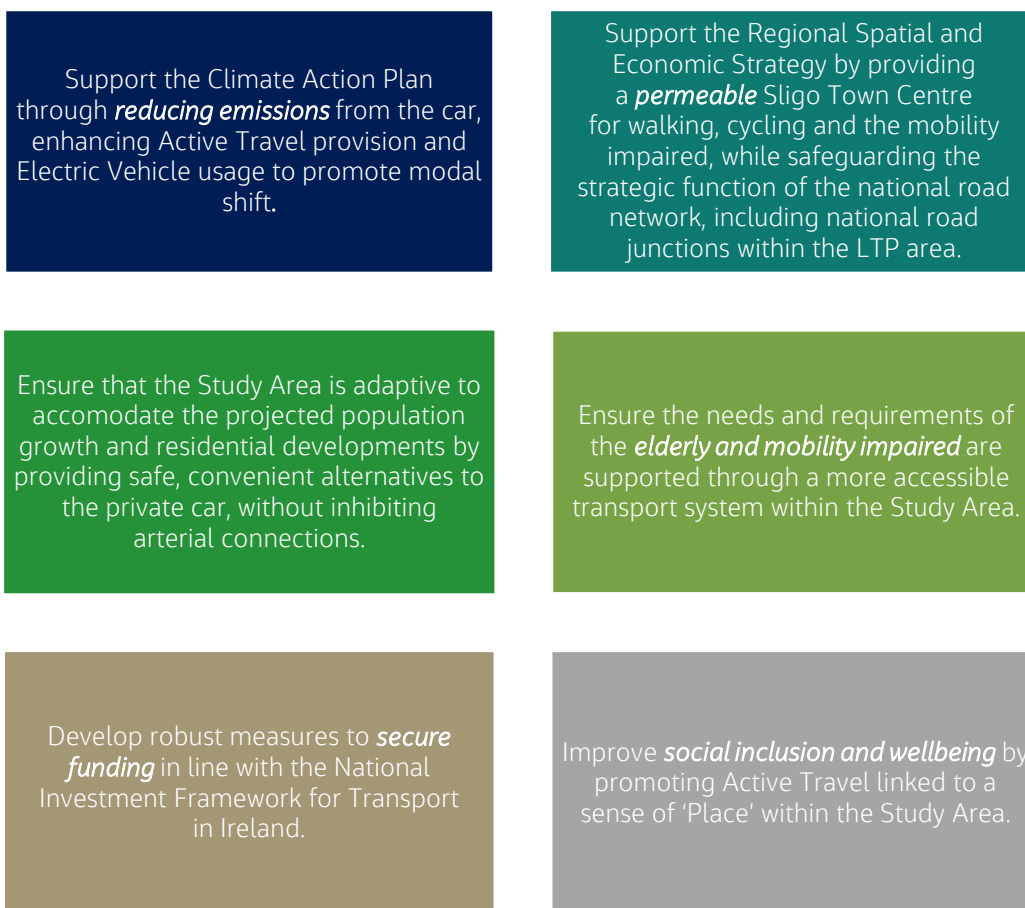 Support the Climate Action Plan
through reducing emissions from the car,
enhancing Active Travel provision and
Electric Vehicle usage to promote modal
shift.
Support the Regional Spatial and
Economic Strategy by providing
a permeable Sligo Town Centre
for walking, cycling and the mobility
impaired, while safeguarding the
strategic function of the national road
network, including national road
junctions within the LTP area.
Ensure that the Study Area is adaptive to
accomodate the projected population
growth and residential developments by
providing safe, convenient alternatives to
the private car, without inhibiting
arterial connections.
Ensure the needs and requirements of
the elderly and mobility impaired are
supported through a more accessible
transport system within the Study Area.
Develop robust measures to secure
funding in line with the National
Investment Framework for Transport
in Ireland.
Improve social inclusion and wellbeing by
promoting Active Travel linked to a
sense of ‘Place’ within the Study Area.